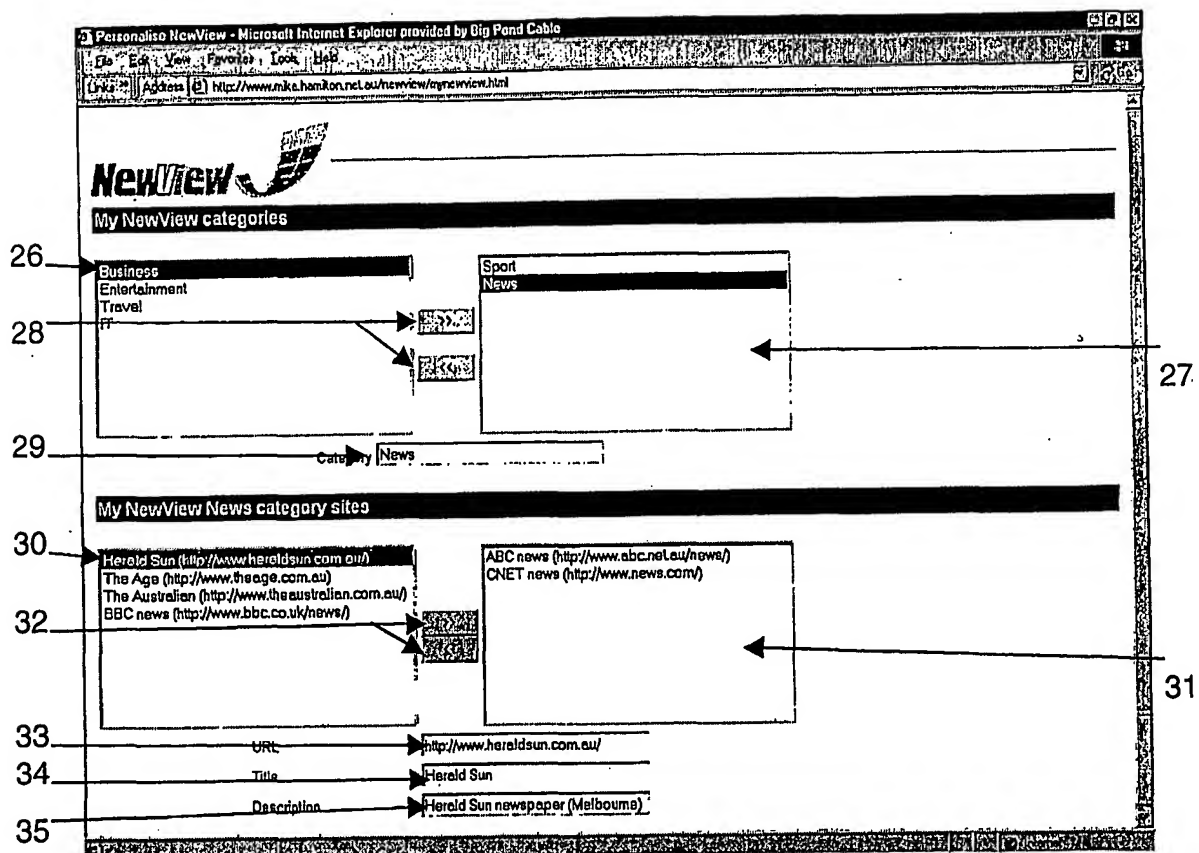 Personalise NewView - Microsoft Internet Explorer provided by Big Pond Cable
File Edit View Favorites Tools Help
Links Address http://www.mike.hamilton.net.au/newview/mynewview.html
NewView
My NewView categories
26
Business
Entertainment
Travel
IT
Sport
News
28
>>
<<
27
29
Category News
My NewView News category sites
30
Herald Sun (http://www.heraldsun.com.au/)
The Age (http://www.theage.com.au)
The Australian (http://www.theaustralian.com.au/)
BBC news (http://www.bbc.co.uk/news/)
ABC news (http://www.abc.net.au/news/)
CNET news (http://www.news.com/)
32
31
33
URL http://www.heraldsun.com.au/
34
Title Herald Sun
35
Description Herald Sun newspaper (Melbourne)